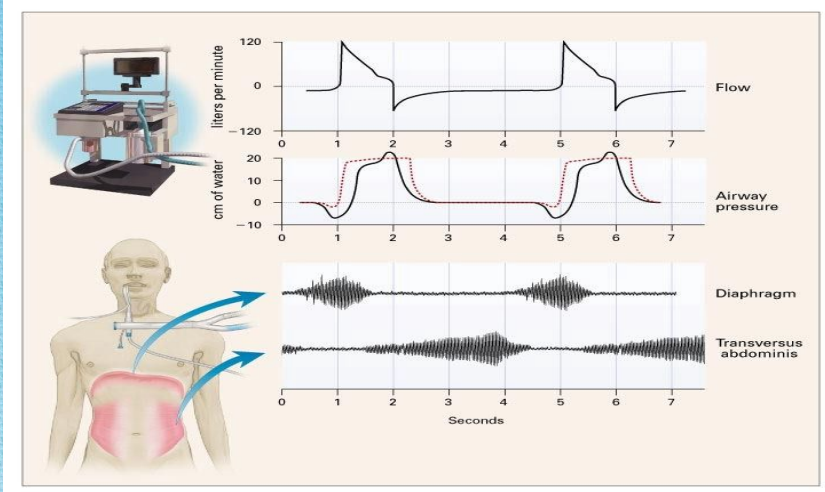 120
0
−120
liters per minute
Flow
0 1 2 3 4 5 6 7
20
10
0
−10
cm of water
Airway
pressure
0 1 2 3 4 5 6 7
Diaphragm
Transversus
abdominis
0 1 2 3 4 5 6 7
Seconds